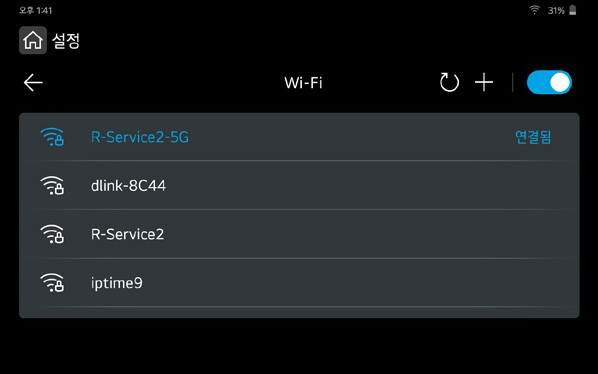 오후 1:41 31%
설정
Wi-Fi
R-Service2-5G 연결됨
dlink-8C44
R-Service2
iptime9